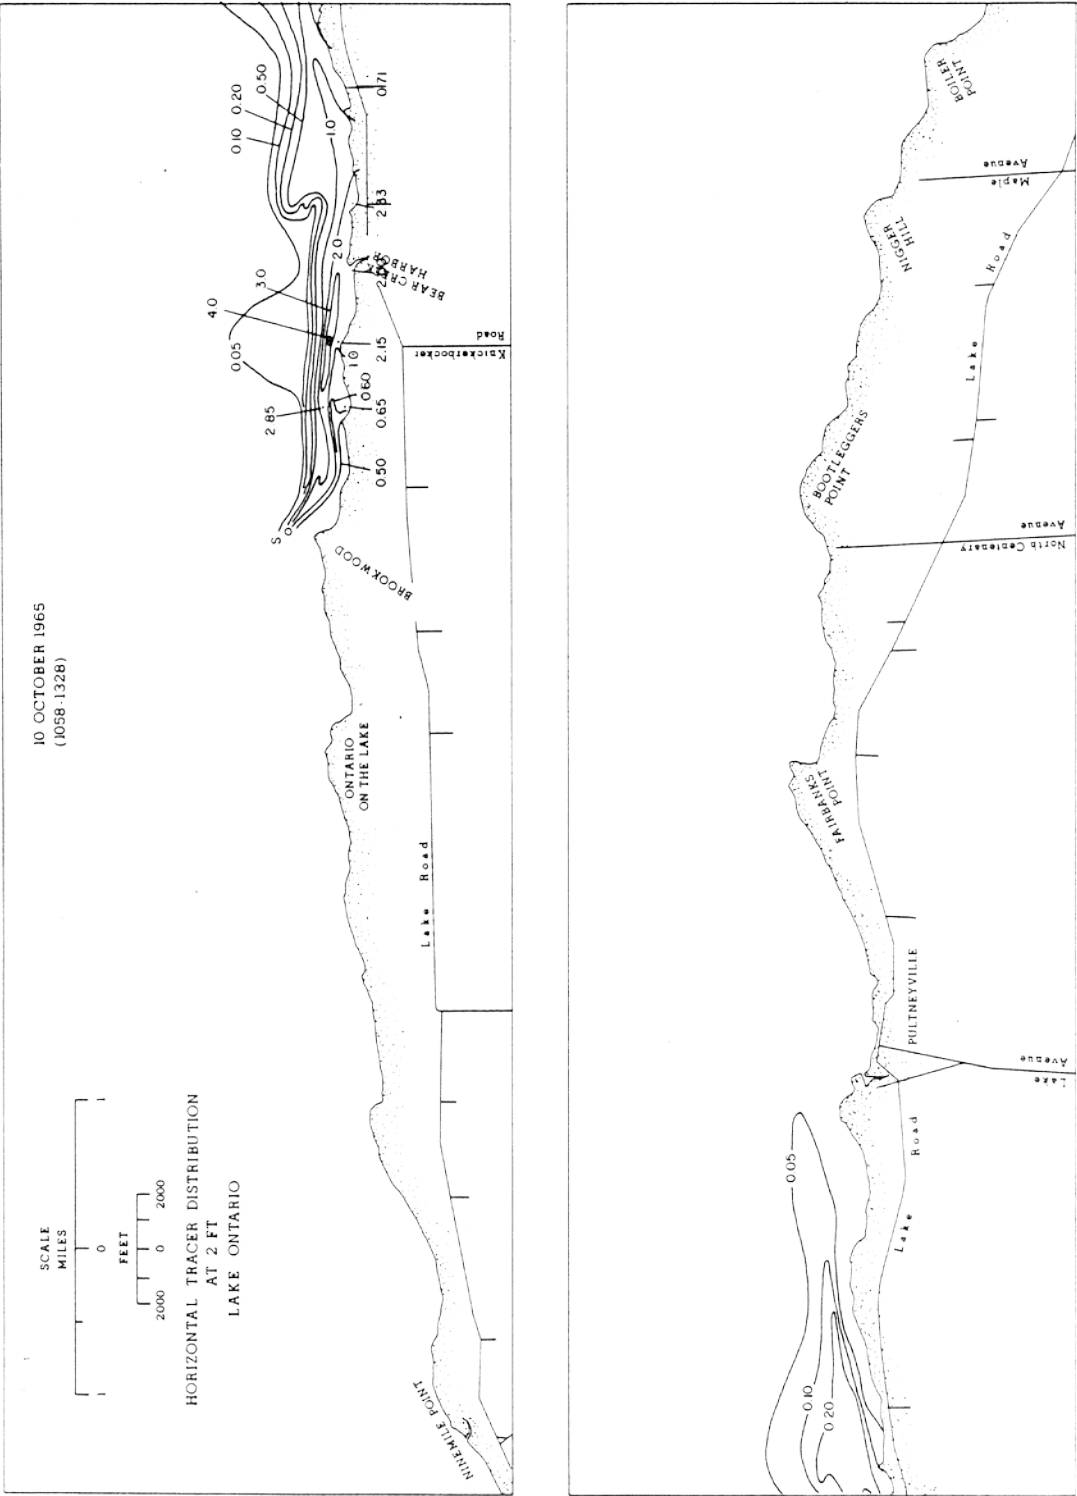 10 OCTOBER 1965
(1058-1328)
SCALE
MILES
1 0 1
FEET
2000 0 2000
HORIZONTAL TRACER DISTRIBUTION
AT 2 FT
LAKE ONTARIO
NINEMILE POINT
Lake Road
ONTARIO
ON THE LAKE
BROOKWOOD
S
0.05
2.85
4.0
3.0
2.0
1.0
0.10
0.20
0.50
1.0
0.60
0.50
0.65
2.15
2.33
0.71
BEAR CREEK
HARBOR
Knickerbocker
Road
0.05
0.10
0.20
Lake Road
PULTNEYVILLE
Lake
Avenue
FAIRBANKS
POINT
North Centenary
Avenue
BOOTLEGGERS
POINT
Lake Road
NIGGER
HILL
Maple
Avenue
BOILER
POINT